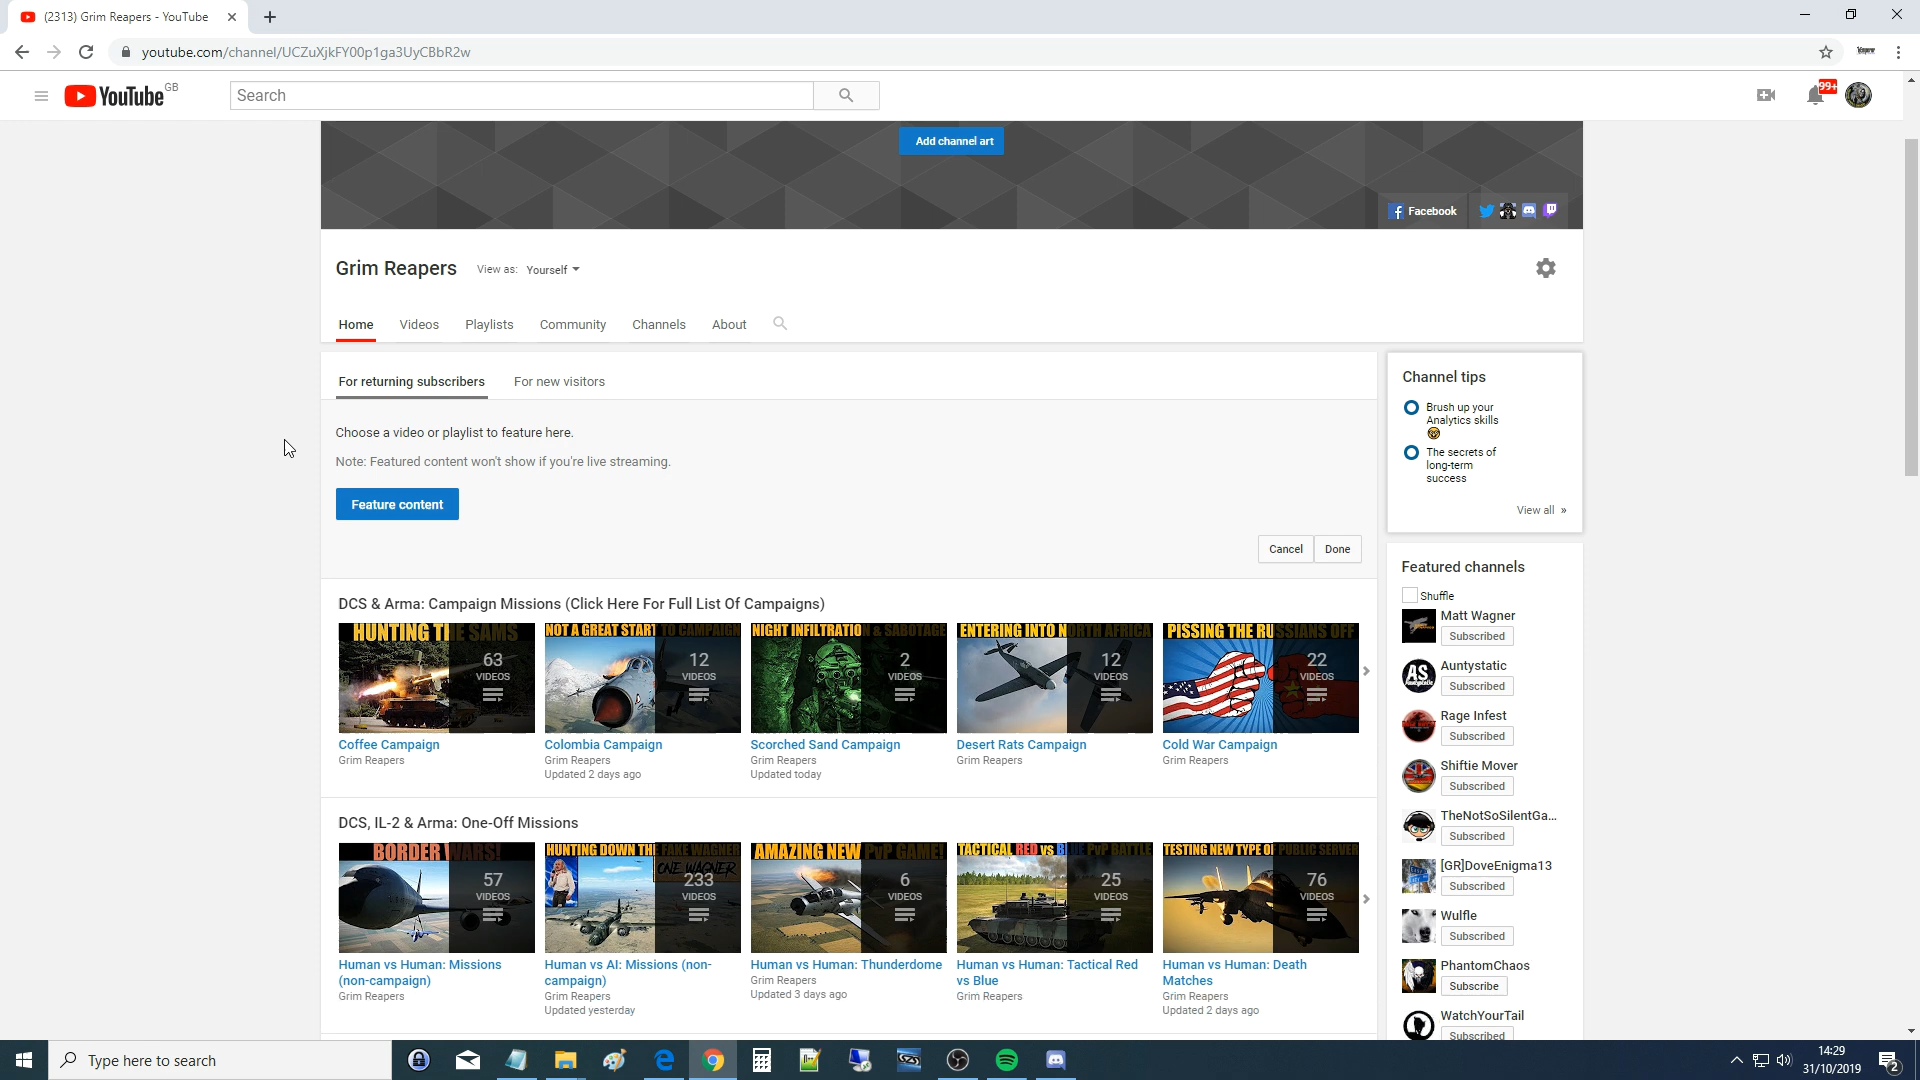 (2313) Grim Reapers - YouTube
youtube.com/channel/UCZuXjkFY00p1ga3UyCBbR2w
YouTube GB
Search
99+
Add channel art
Facebook
Grim Reapers View as: Yourself
Home Videos Playlists Community Channels About
For returning subscribers For new visitors
Choose a video or playlist to feature here.
Note: Featured content won't show if you're live streaming.
Feature content
Cancel Done
DCS & Arma: Campaign Missions (Click Here For Full List Of Campaigns)
HUNTING THE SAMS
63
VIDEOS
Coffee Campaign
Grim Reapers
NOT A GREAT START TO CAMPAIGN
12
VIDEOS
Colombia Campaign
Grim Reapers
Updated 2 days ago
NIGHT INFILTRATION & SABOTAGE
2
VIDEOS
Scorched Sand Campaign
Grim Reapers
Updated today
ENTERING INTO NORTH AFRICA
12
VIDEOS
Desert Rats Campaign
Grim Reapers
PISSING THE RUSSIANS OFF
22
VIDEOS
Cold War Campaign
Grim Reapers
DCS, IL-2 & Arma: One-Off Missions
BORDER WARS!
57
VIDEOS
Human vs Human: Missions
(non-campaign)
Grim Reapers
HUNTING DOWN THE FAKE WAGNER
ONE WAGNER
233
VIDEOS
Human vs AI: Missions (non-
campaign)
Grim Reapers
Updated yesterday
AMAZING NEW PvP GAME!
6
VIDEOS
Human vs Human: Thunderdome
Grim Reapers
Updated 3 days ago
TACTICAL RED vs BLUE PvP BATTLE
25
VIDEOS
Human vs Human: Tactical Red
vs Blue
Grim Reapers
TESTING NEW TYPE OF PUBLIC SERVER
76
VIDEOS
Human vs Human: Death
Matches
Grim Reapers
Updated 2 days ago
Channel tips
Brush up your
Analytics skills
The secrets of
long-term
success
View all »
Featured channels
Shuffle
Matt Wagner
Subscribed
AS
Auntystatic
Subscribed
Rage Infest
Subscribed
Shiftie Mover
Subscribed
TheNotSoSilentGa...
Subscribed
[GR]DoveEnigma13
Subscribed
Wulfie
Subscribed
PhantomChaos
Subscribe
WatchYourTail
Subscribed
Type here to search
14:29
31/10/2019
2